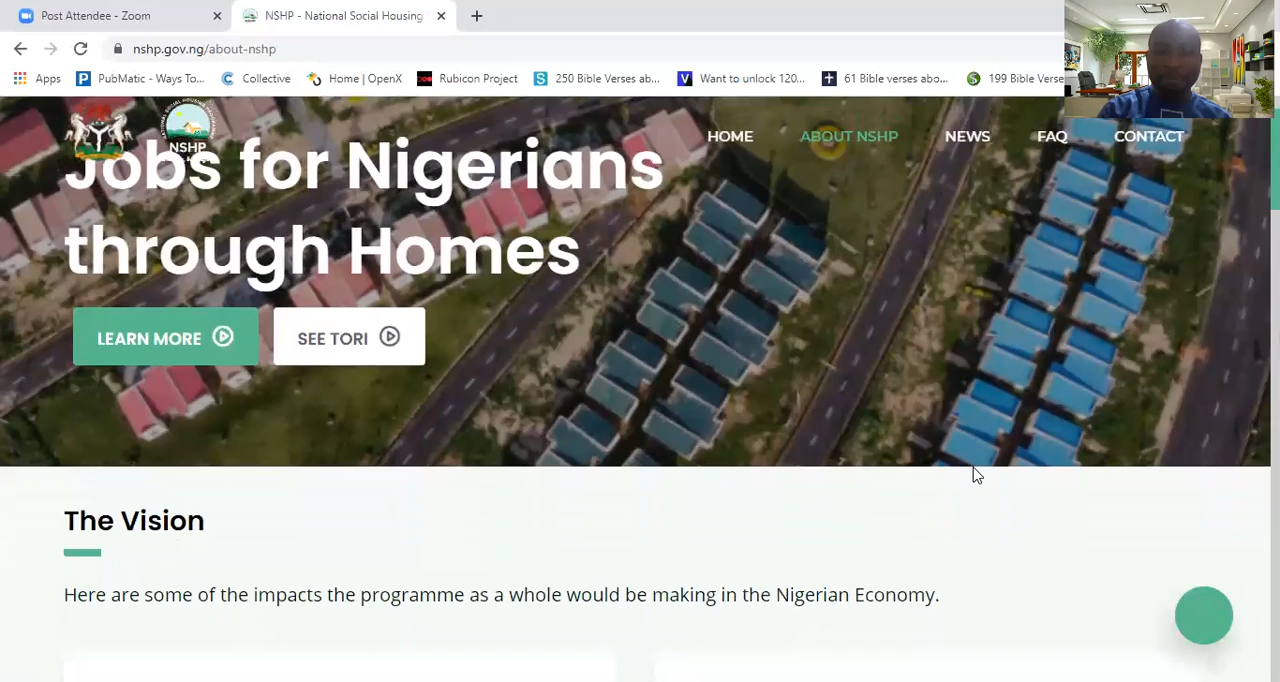 Post Attendee - Zoom
NSHP - National Social Housing
nshp.gov.ng/about-nshp
Apps
PubMatic - Ways To...
Collective
Home | OpenX
Rubicon Project
250 Bible Verses ab...
Want to unlock 120...
61 Bible verses abo...
199 Bible Verse
NSHP
HOME
ABOUT NSHP
NEWS
FAQ
CONTACT
Jobs for Nigerians
through Homes
LEARN MORE
SEE TORI
The Vision
Here are some of the impacts the programme as a whole would be making in the Nigerian Economy.